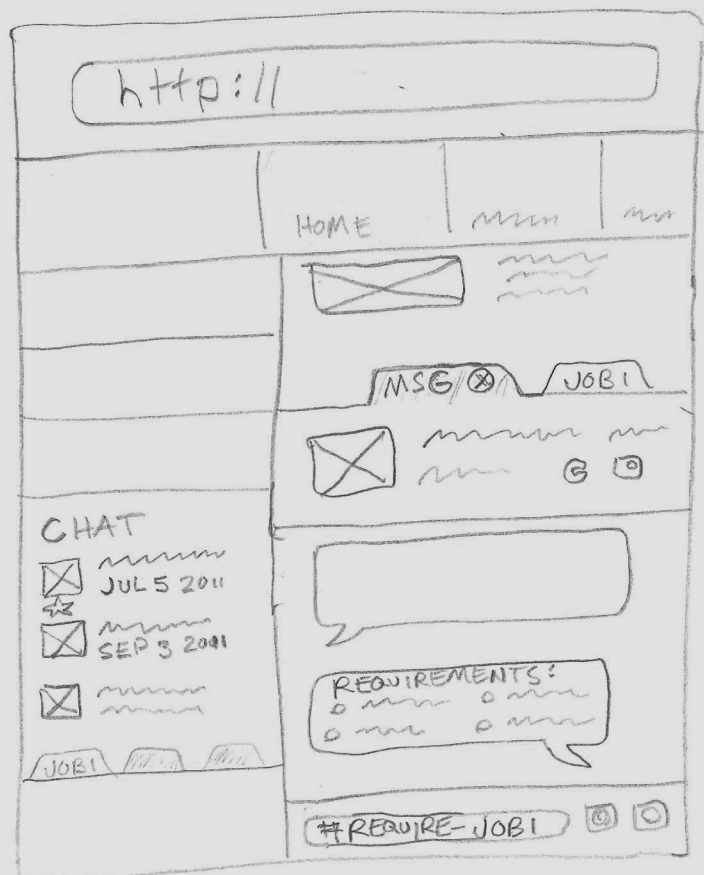 http://
HOME
MSG ⓧ
JOB1
CHAT
JUL 5 2011
SEP 3 2011
REQUIREMENTS:
JOB1
#REQUIRE-JOB1